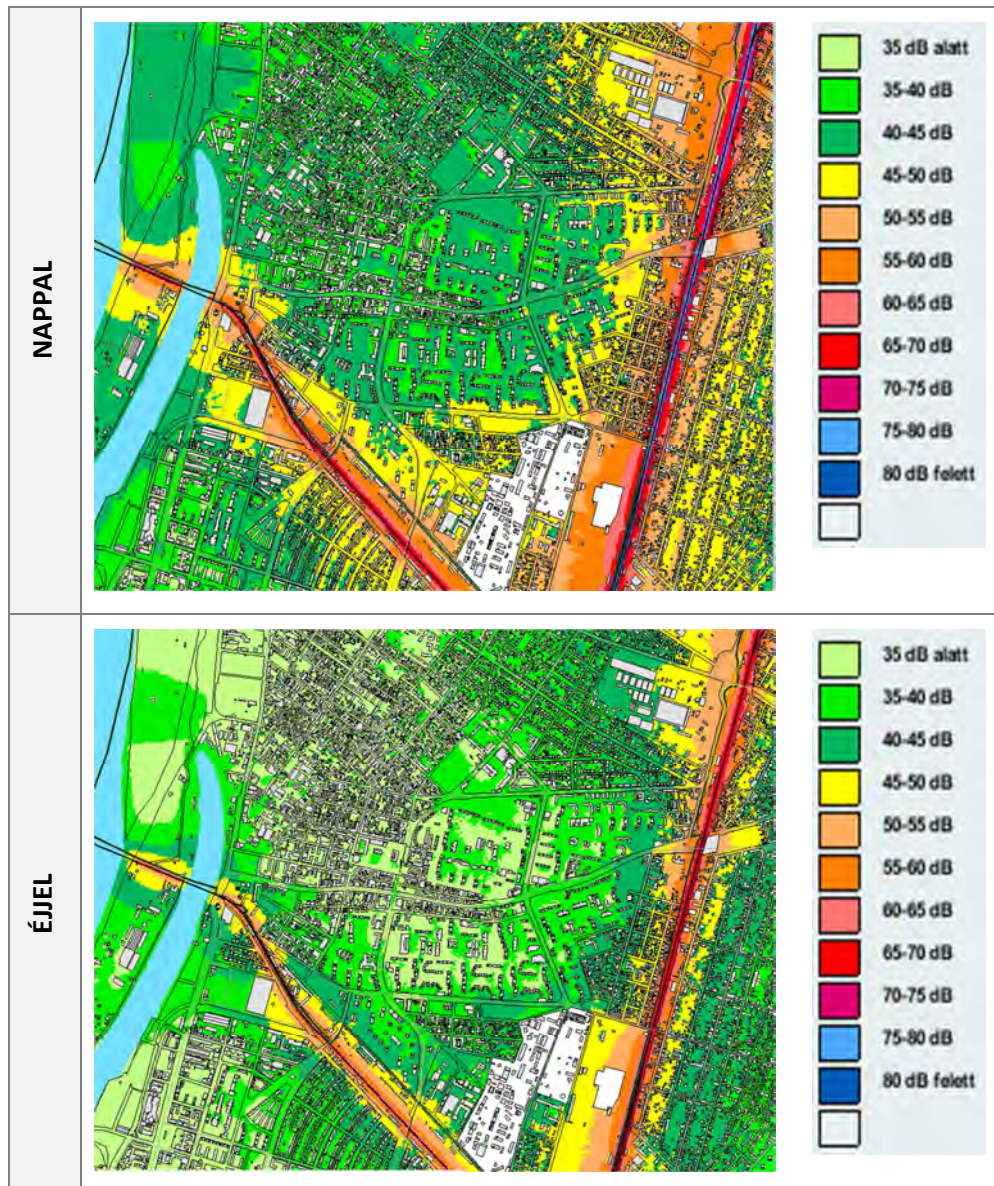 NAPPAL
35 dB alatt
35-40 dB
40-45 dB
45-50 dB
50-55 dB
55-60 dB
60-65 dB
65-70 dB
70-75 dB
75-80 dB
80 dB felett
ÉJJEL
35 dB alatt
35-40 dB
40-45 dB
45-50 dB
50-55 dB
55-60 dB
60-65 dB
65-70 dB
70-75 dB
75-80 dB
80 dB felett